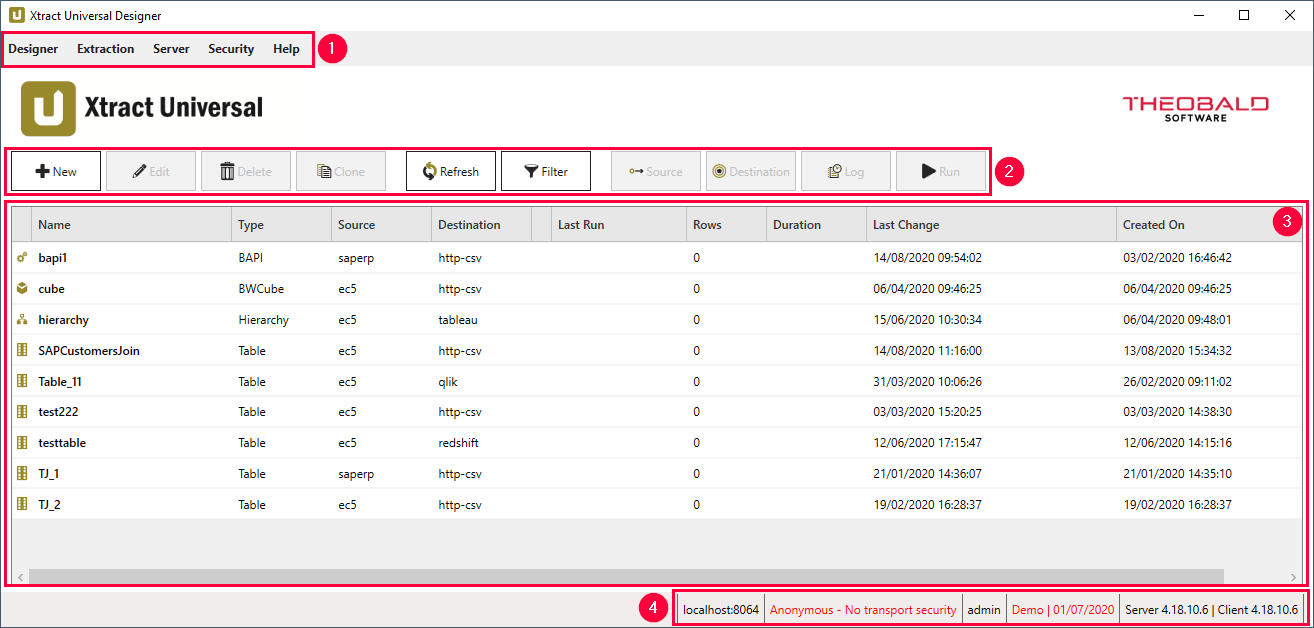 Xtract Universal Designer
Designer Extraction Server Security Help 1
Xtract Universal
THEOBALD
SOFTWARE
New Edit Delete Clone Refresh Filter Source Destination Log Run 2
Name Type Source Destination Last Run Rows Duration Last Change Created On 3
bapi1 BAPI saperp http-csv 0 14/08/2020 09:54:02 03/02/2020 16:46:42
cube BWCube ec5 http-csv 0 06/04/2020 09:46:25 06/04/2020 09:46:25
hierarchy Hierarchy ec5 tableau 0 15/06/2020 10:30:34 06/04/2020 09:48:01
SAPCustomersJoin Table ec5 http-csv 0 14/08/2020 11:16:00 13/08/2020 15:34:32
Table_11 Table ec5 qlik 0 31/03/2020 10:06:26 26/02/2020 09:11:02
test222 Table ec5 http-csv 0 03/03/2020 15:20:25 03/03/2020 14:38:30
testtable Table ec5 redshift 0 12/06/2020 17:15:47 12/06/2020 14:15:16
TJ_1 Table saperp http-csv 0 21/01/2020 14:36:07 21/01/2020 14:35:10
TJ_2 Table ec5 http-csv 0 19/02/2020 16:28:37 19/02/2020 16:28:37
4 localhost:8064 Anonymous - No transport security admin Demo | 01/07/2020 Server 4.18.10.6 | Client 4.18.10.6